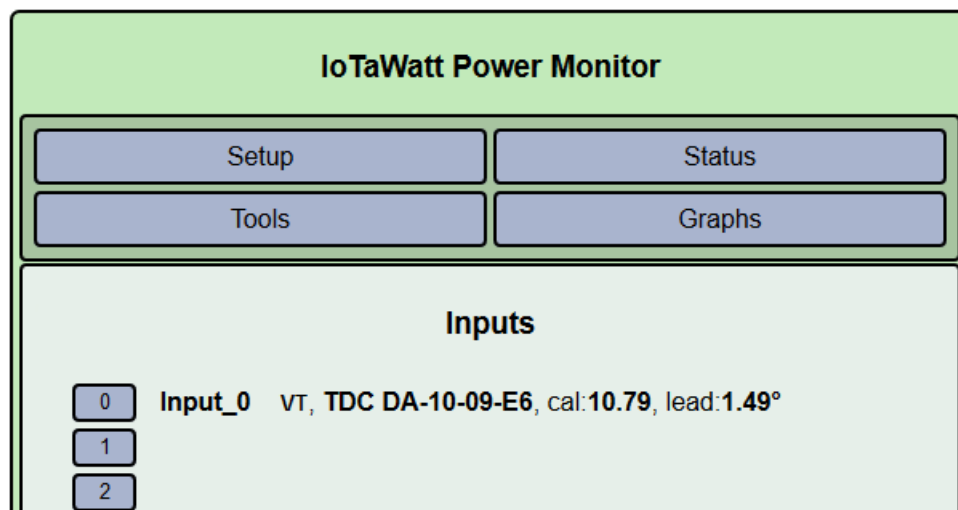 IoTaWatt Power Monitor
Setup Status
Tools Graphs
Inputs
0 Input_0 VT, TDC DA-10-09-E6, cal:10.79, lead:1.49°
1
2